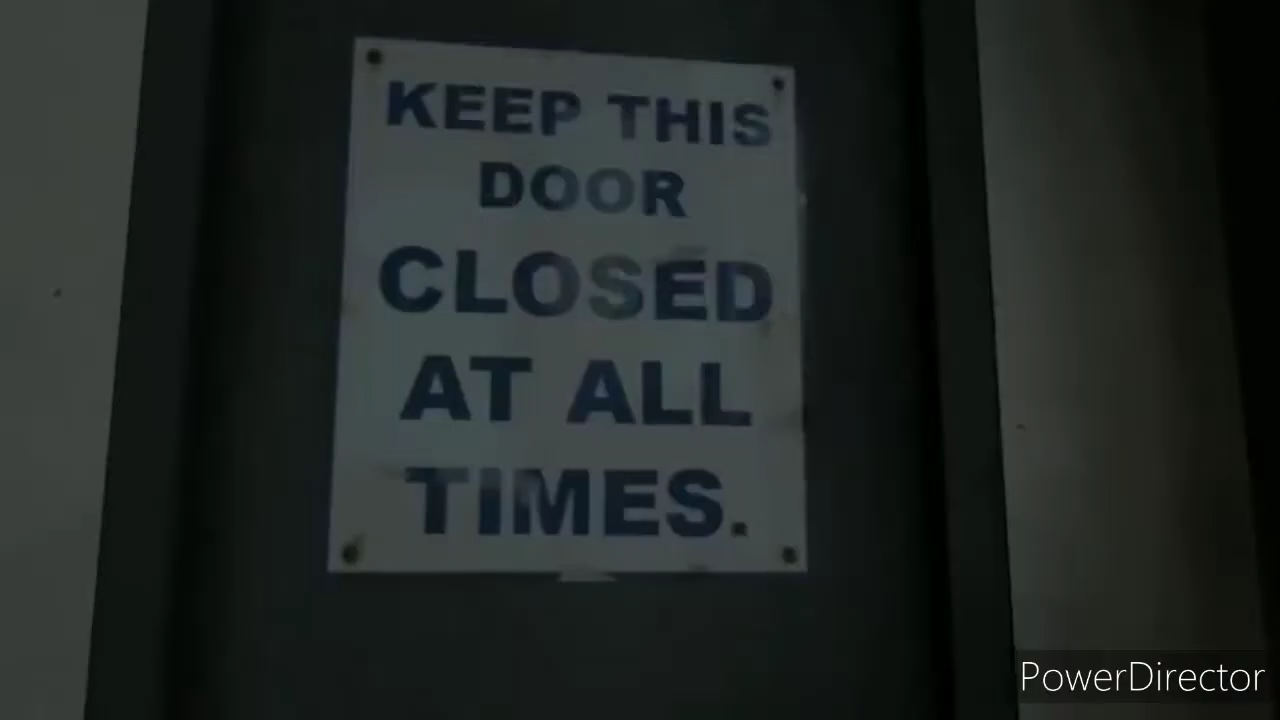 KEEP THIS
DOOR
CLOSED
AT ALL
TIMES.
PowerDirector